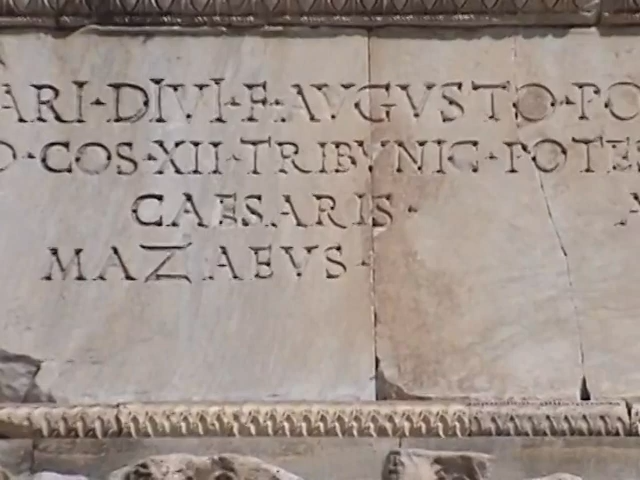 ARI·DIVI·F·AVGVSTO·PO
O·COS·XII·TRIBVNIC·POTES
CAESARIS·
MAZAEVS·